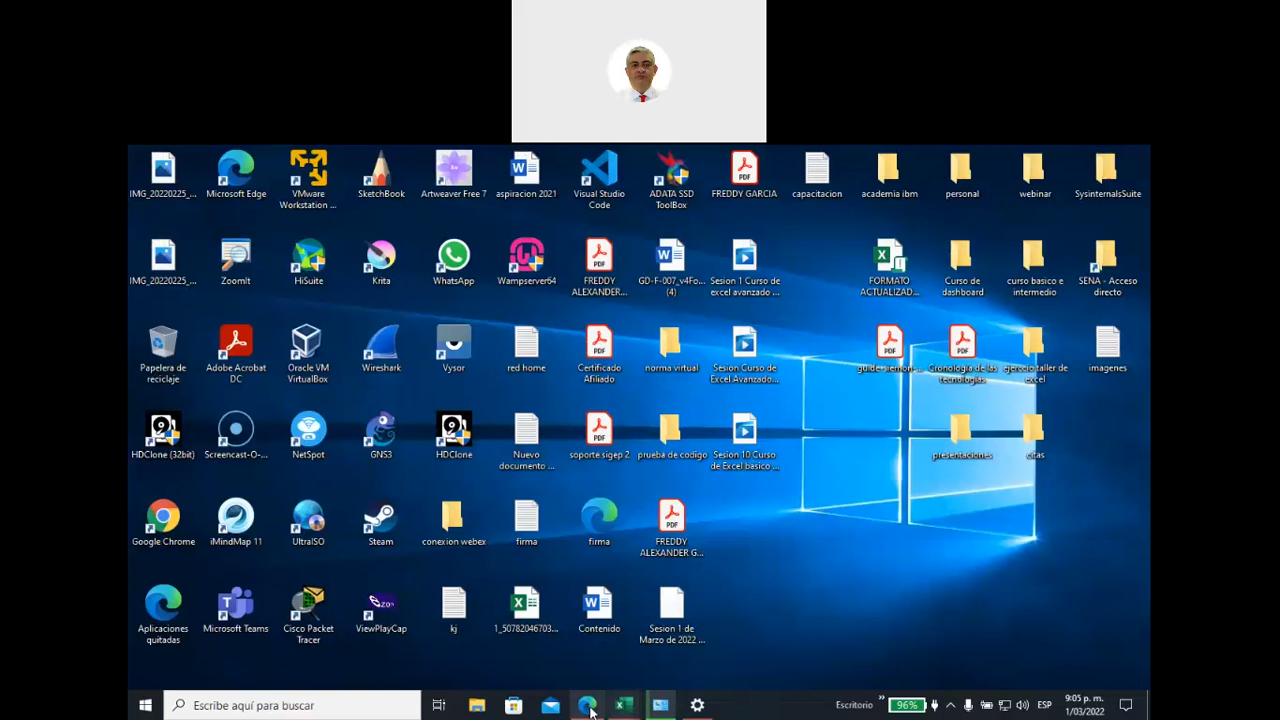 IMG_20220225_...
Microsoft Edge
VMware
Workstation ...
SketchBook
Artweaver Free 7
aspiracion 2021
Visual Studio
Code
ADATA SSD
ToolBox
FREDDY GARCIA
capacitacion
academia ibm
personal
webinar
SysinternalsSuite
IMG_20220225_...
ZoomIt
HiSuite
Krita
WhatsApp
Wampserver64
FREDDY
ALEXANDER...
GD-F-007_v4Fo...
(4)
Sesion 1 Curso de
excel avanzado ...
FORMATO
ACTUALIZAD...
Curso de
dashboard
curso basico e
intermedio
SENA - Acceso
directo
Papelera de
reciclaje
Adobe Acrobat
DC
Oracle VM
VirtualBox
Wireshark
Vysor
red home
Certificado
Afiliado
norma virtual
Sesion Curso de
Excel Avanzado...
guide-siemon-...
Cronologia de las
tecnologias
ejercicio taller de
excel
imagenes
HDClone (32bit)
Screencast-O-...
NetSpot
GNS3
HDClone
Nuevo
documento ...
soporte sigep 2
prueba de codigo
Sesion 10 Curso
de Excel basico ...
presentaciones
citas
Google Chrome
iMindMap 11
UltraISO
Steam
conexion webex
firma
firma
FREDDY
ALEXANDER G...
Aplicaciones
quitadas
Microsoft Teams
Cisco Packet
Tracer
ViewPlayCap
kj
1_50782046703...
Contenido
Sesion 1 de
Marzo de 2022 ...
Escribe aquí para buscar
Escritorio
96%
ESP
9:05 p. m.
1/03/2022